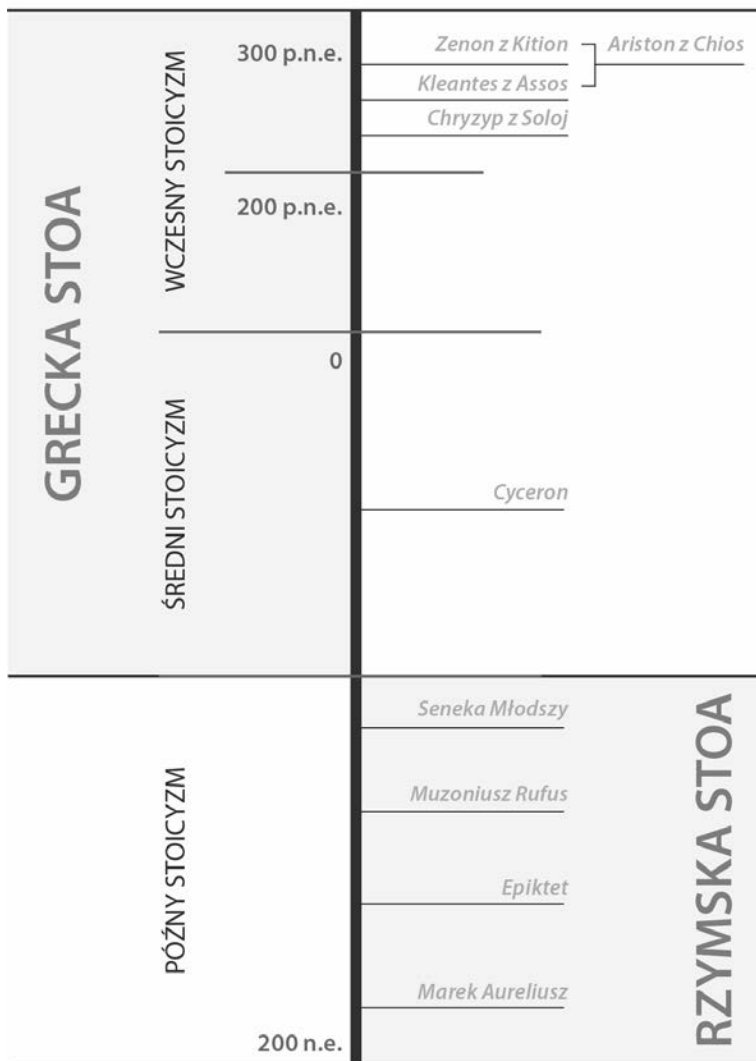 GRECKA STOA
WCZESNY STOICYZM
300 p.n.e.
Zenon z Kition
Ariston z Chios
Kleantes z Assos
Chryzyp z Soloj
200 p.n.e.
0
ŚREDNI STOICYZM
Cyceron
PÓŹNY STOICYZM
Seneka Młodszy
Muzoniusz Rufus
Epiktet
Marek Aureliusz
200 n.e.
RZYMSKA STOA